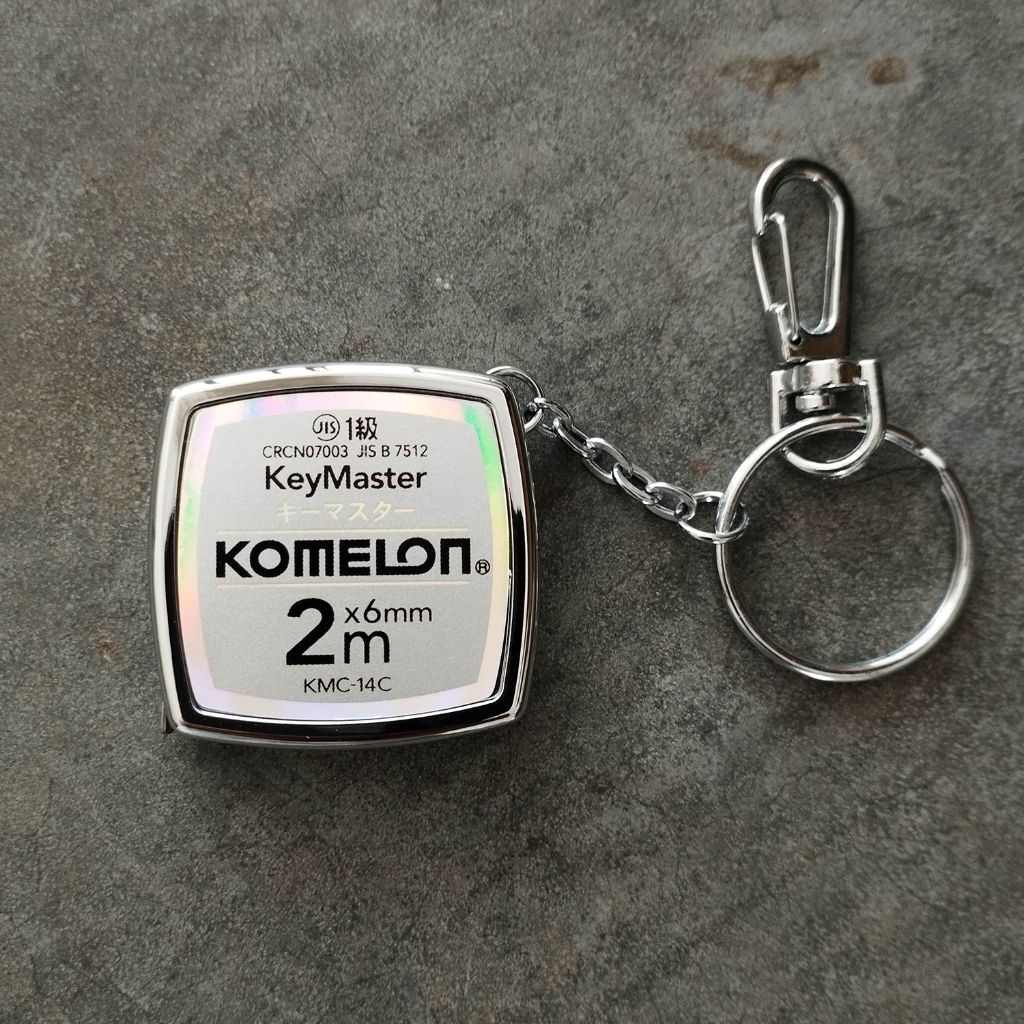 JIS 1級
CRCN07003 JIS B 7512
KeyMaster
キーマスター
KOMELON®
2m x6mm
KMC-14C